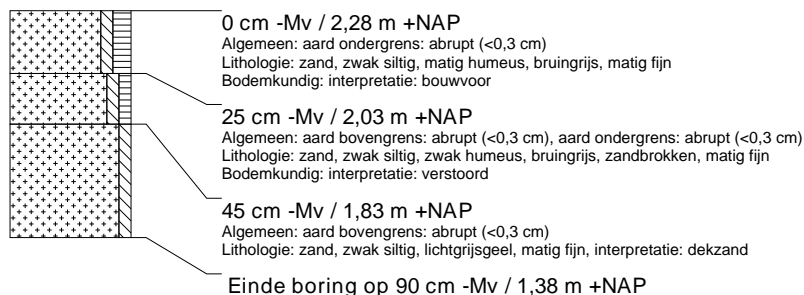 0 cm -Mv / 2,28 m +NAP
Algemeen: aard ondergrens: abrupt (<0,3 cm)
Lithologie: zand, zwak siltig, matig humeus, bruingrijs, matig fijn
Bodemkundig: interpretatie: bouwvoor
25 cm -Mv / 2,03 m +NAP
Algemeen: aard bovengrens: abrupt (<0,3 cm), aard ondergrens: abrupt (<0,3 cm)
Lithologie: zand, zwak siltig, zwak humeus, bruingrijs, zandbrokken, matig fijn
Bodemkundig: interpretatie: verstoord
45 cm -Mv / 1,83 m +NAP
Algemeen: aard bovengrens: abrupt (<0,3 cm)
Lithologie: zand, zwak siltig, lichtgrijsgeel, matig fijn, interpretatie: dekzand
Einde boring op 90 cm -Mv / 1,38 m +NAP